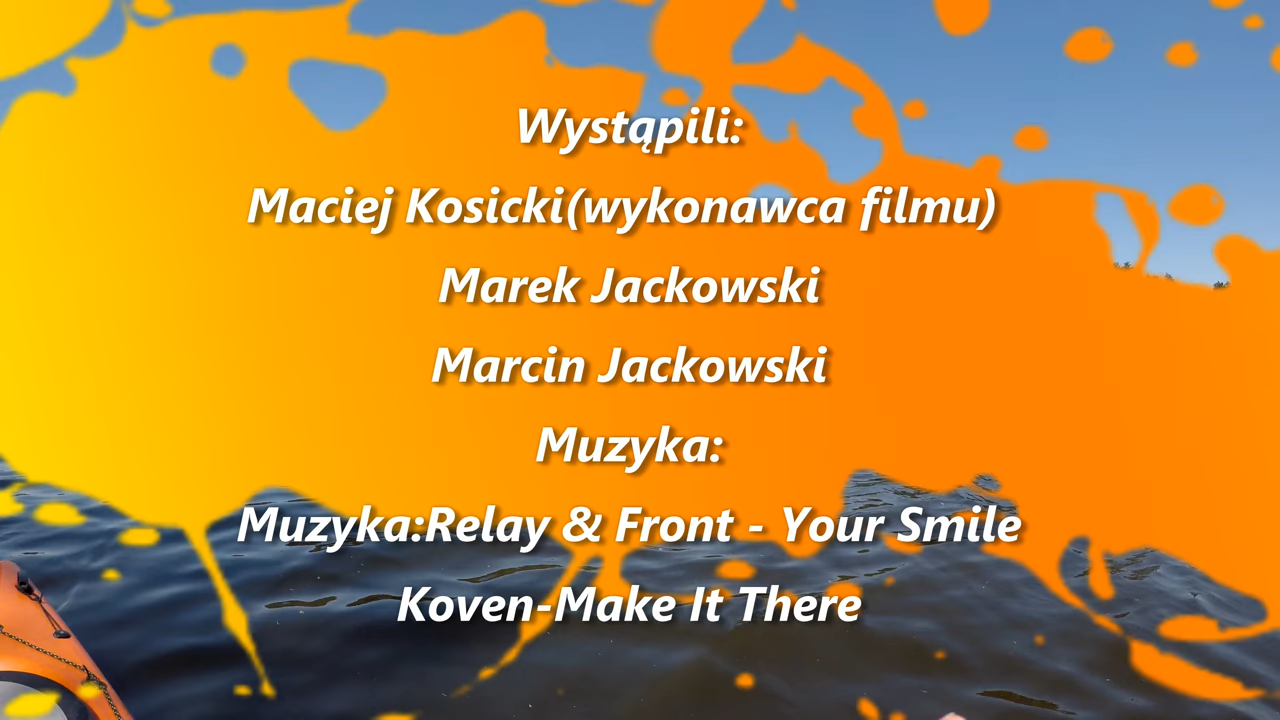 Wystąpili:
Maciej Kosicki(wykonawca filmu)
Marek Jackowski
Marcin Jackowski
Muzyka:
Muzyka:Relay & Front - Your Smile
Koven-Make It There